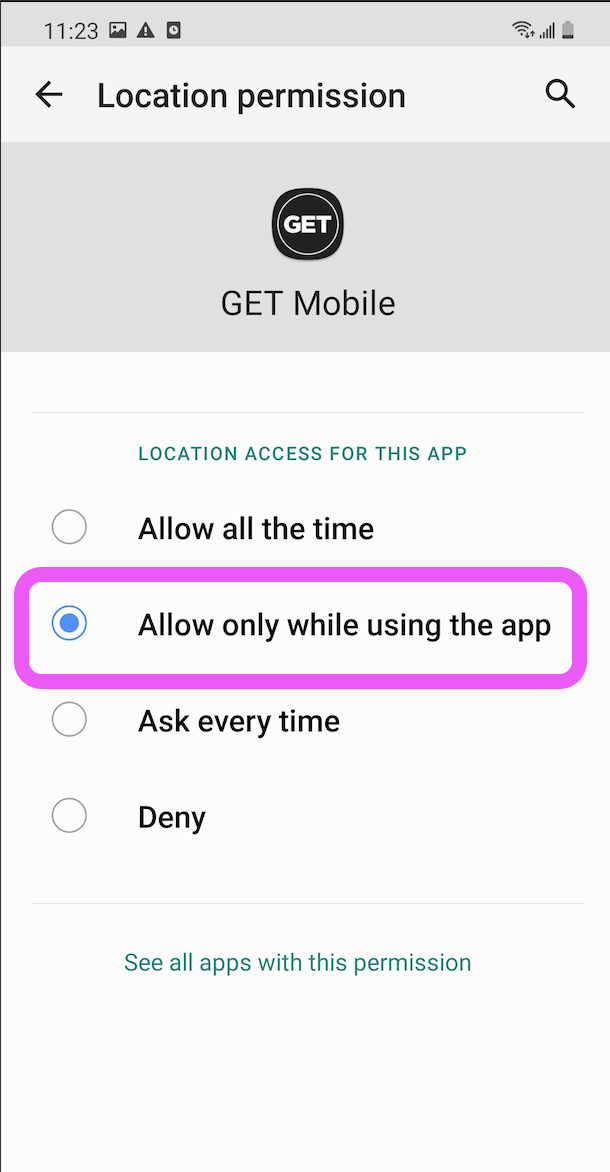 11:23
Location permission
GET
GET Mobile
LOCATION ACCESS FOR THIS APP
Allow all the time
Allow only while using the app
Ask every time
Deny
See all apps with this permission